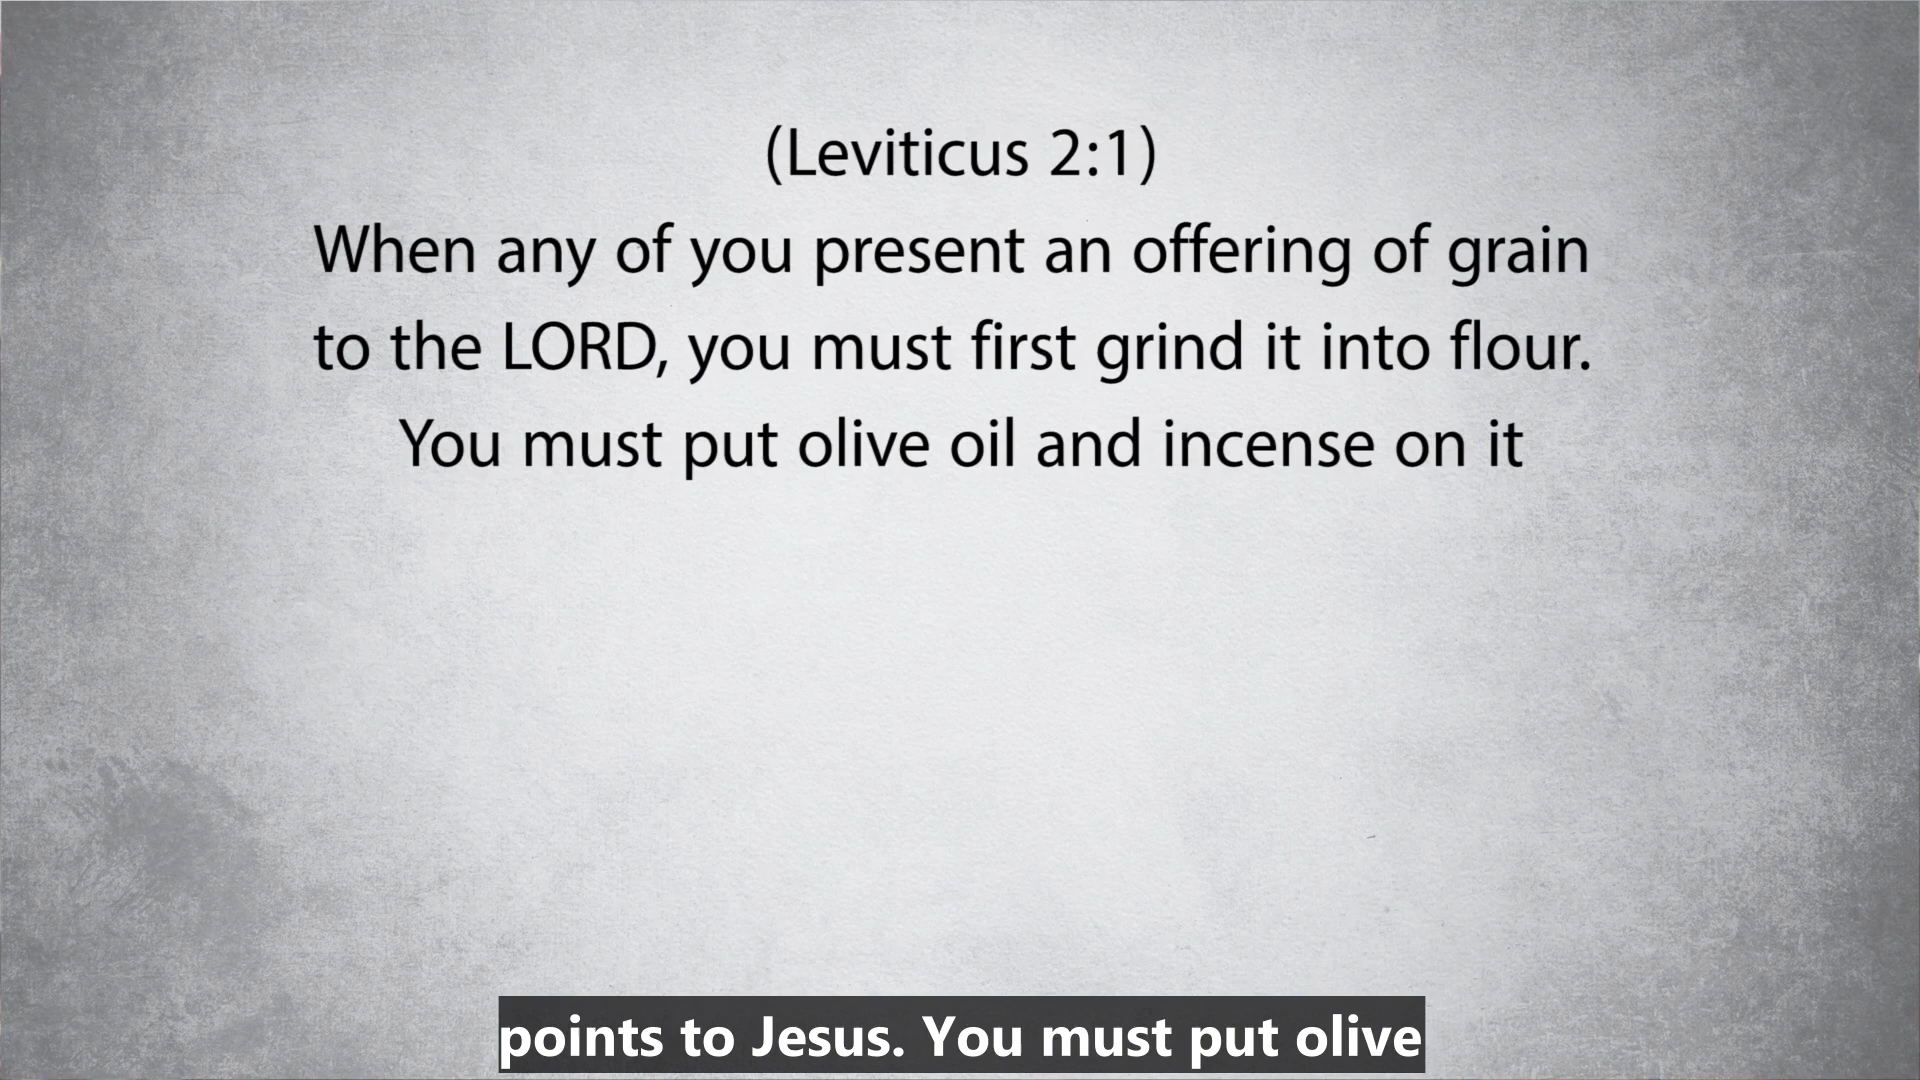 (Leviticus 2:1)
When any of you present an offering of grain
to the LORD, you must first grind it into flour.
You must put olive oil and incense on it
points to Jesus. You must put olive